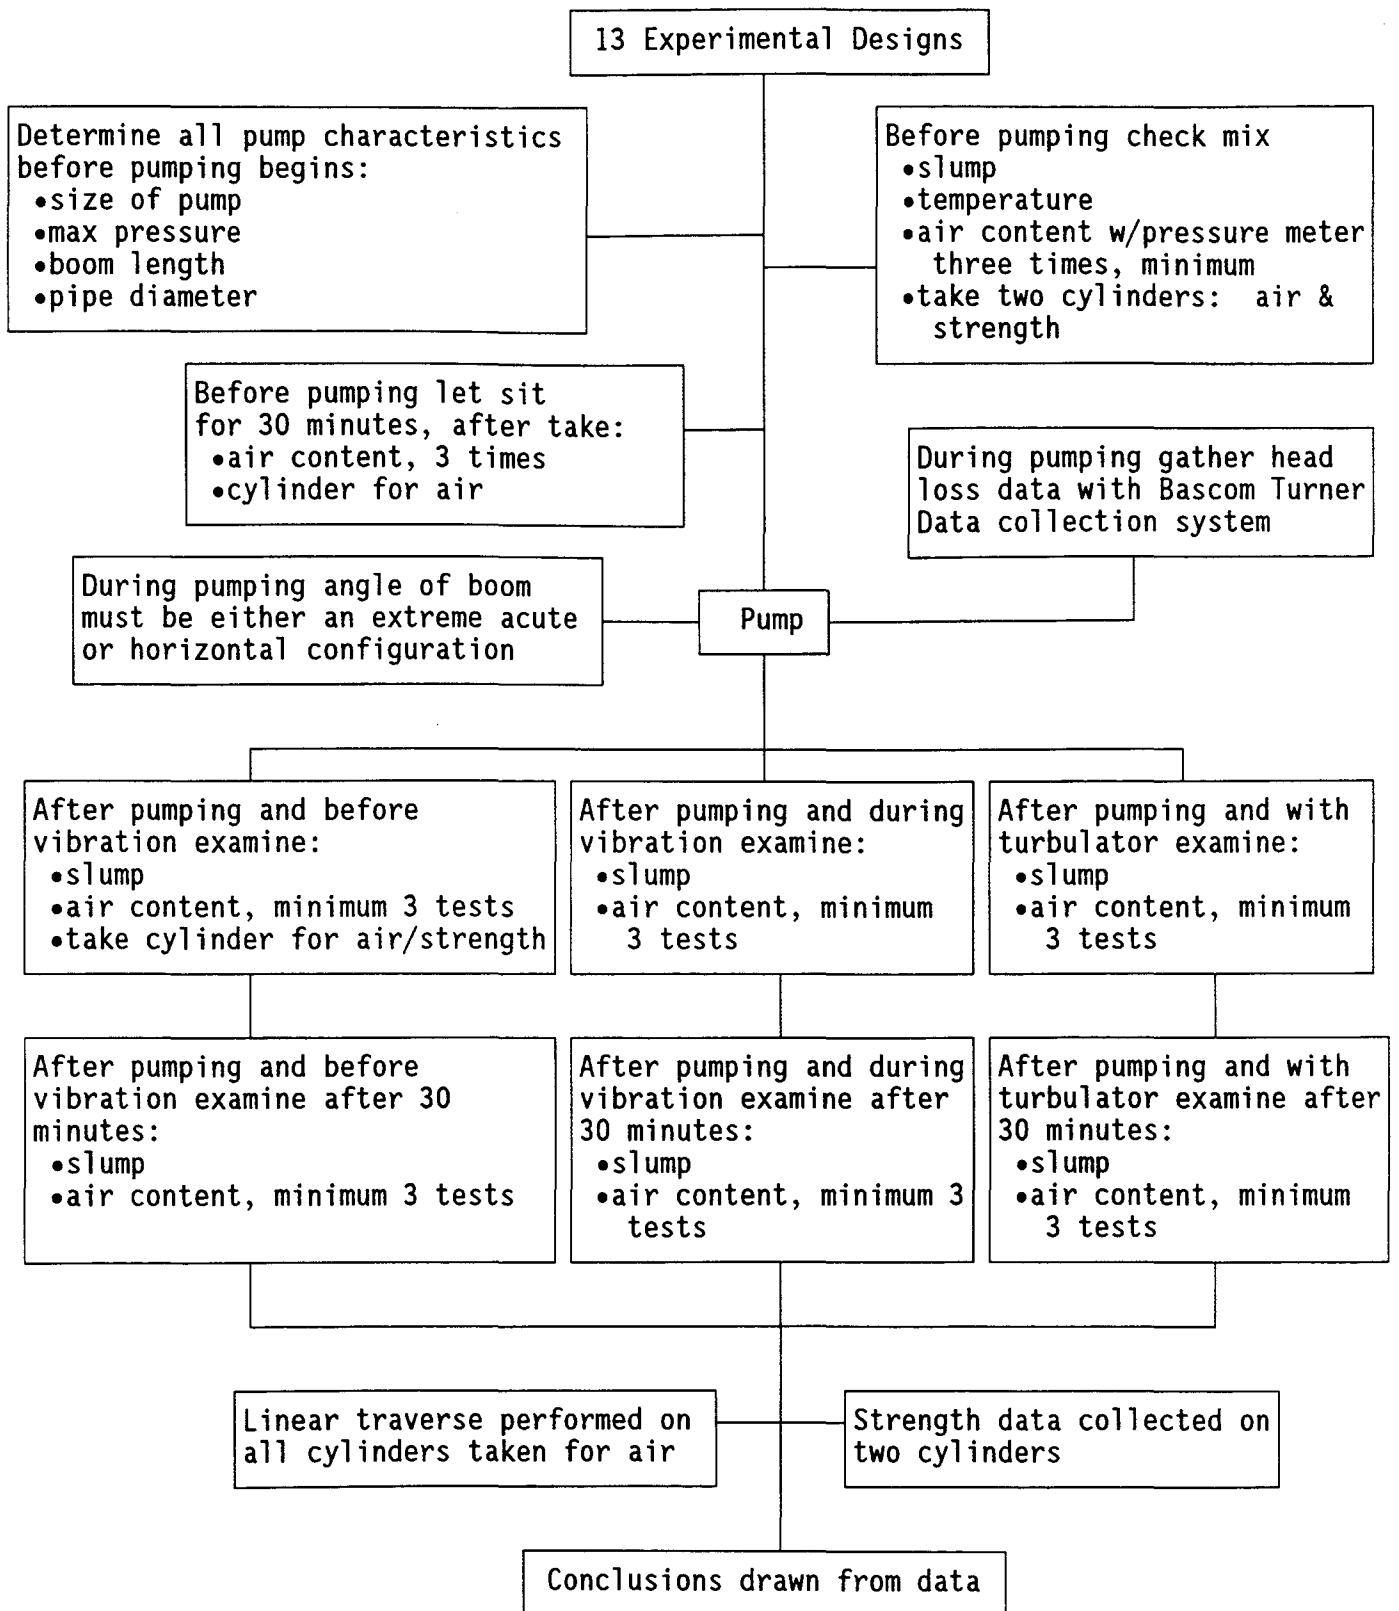 13 Experimental Designs
Determine all pump characteristics
before pumping begins:
•size of pump
•max pressure
•boom length
•pipe diameter
Before pumping check mix
•slump
•temperature
•air content w/pressure meter
three times, minimum
•take two cylinders: air &
strength
Before pumping let sit
for 30 minutes, after take:
•air content, 3 times
•cylinder for air
During pumping gather head
loss data with Bascom Turner
Data collection system
During pumping angle of boom
must be either an extreme acute
or horizontal configuration
Pump
After pumping and before
vibration examine:
•slump
•air content, minimum 3 tests
•take cylinder for air/strength
After pumping and during
vibration examine:
•slump
•air content, minimum
3 tests
After pumping and with
turbulator examine:
•slump
•air content, minimum
3 tests
After pumping and before
vibration examine after 30
minutes:
•slump
•air content, minimum 3 tests
After pumping and during
vibration examine after
30 minutes:
•slump
•air content, minimum 3
tests
After pumping and with
turbulator examine after
30 minutes:
•slump
•air content, minimum
3 tests
Linear traverse performed on
all cylinders taken for air
Strength data collected on
two cylinders
Conclusions drawn from data